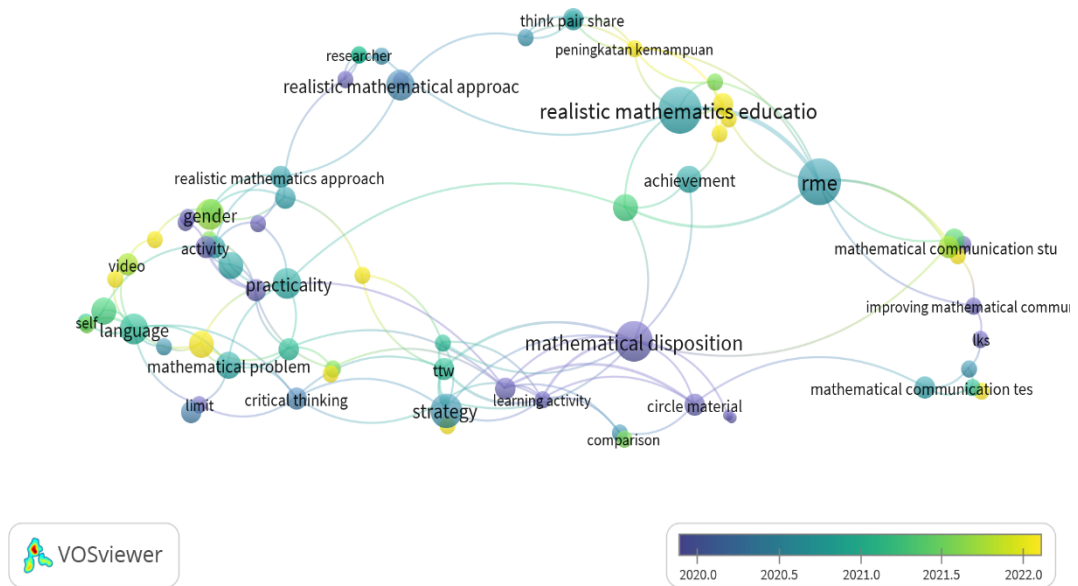 think pair share
peningkatan kemampuan
researcher
realistic mathematical approac
realistic mathematics educatio
realistic mathematics approach
achievement
rme
gender
activity
mathematical communication stu
video
practicality
improving mathematical commun
self
language
mathematical disposition
lks
mathematical problem
ttw
mathematical communication tes
limit
critical thinking
strategy
learning activity
circle material
comparison
VOSviewer
2020.0 2020.5 2021.0 2021.5 2022.0